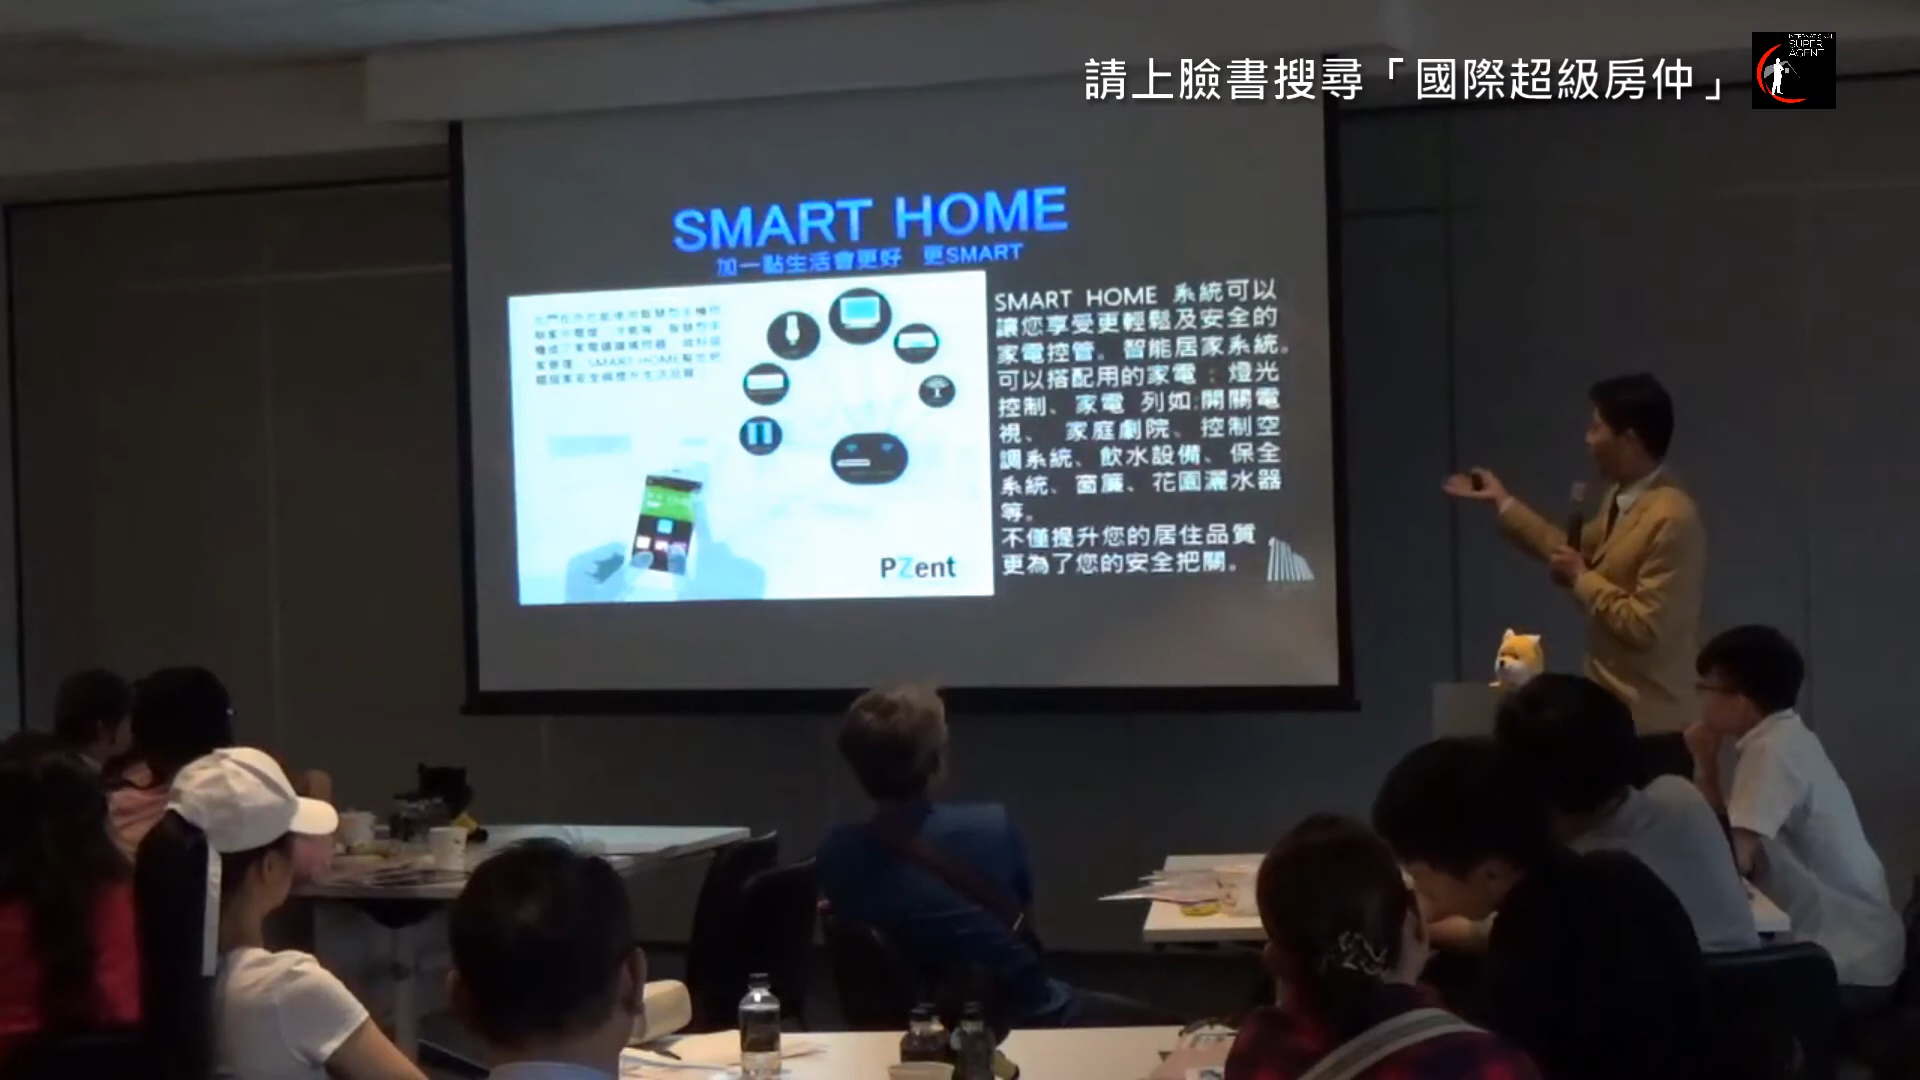 請上臉書搜尋「國際超級房仲」
INTERNATIONAL
SUPER
AGENT
SMART HOME
加一點生活會更好 更SMART
SMART HOME 系統可以
讓您享受更輕鬆及安全的
家電控管。智能居家系統。
可以搭配用的家電：燈光
控制、家電 列如:開關電
視、 家庭劇院、控制空
調系統、飲水設備、保全
系統、窗簾、花園灑水器
等。
不僅提升您的居住品質
更為了您的安全把關。
PZent